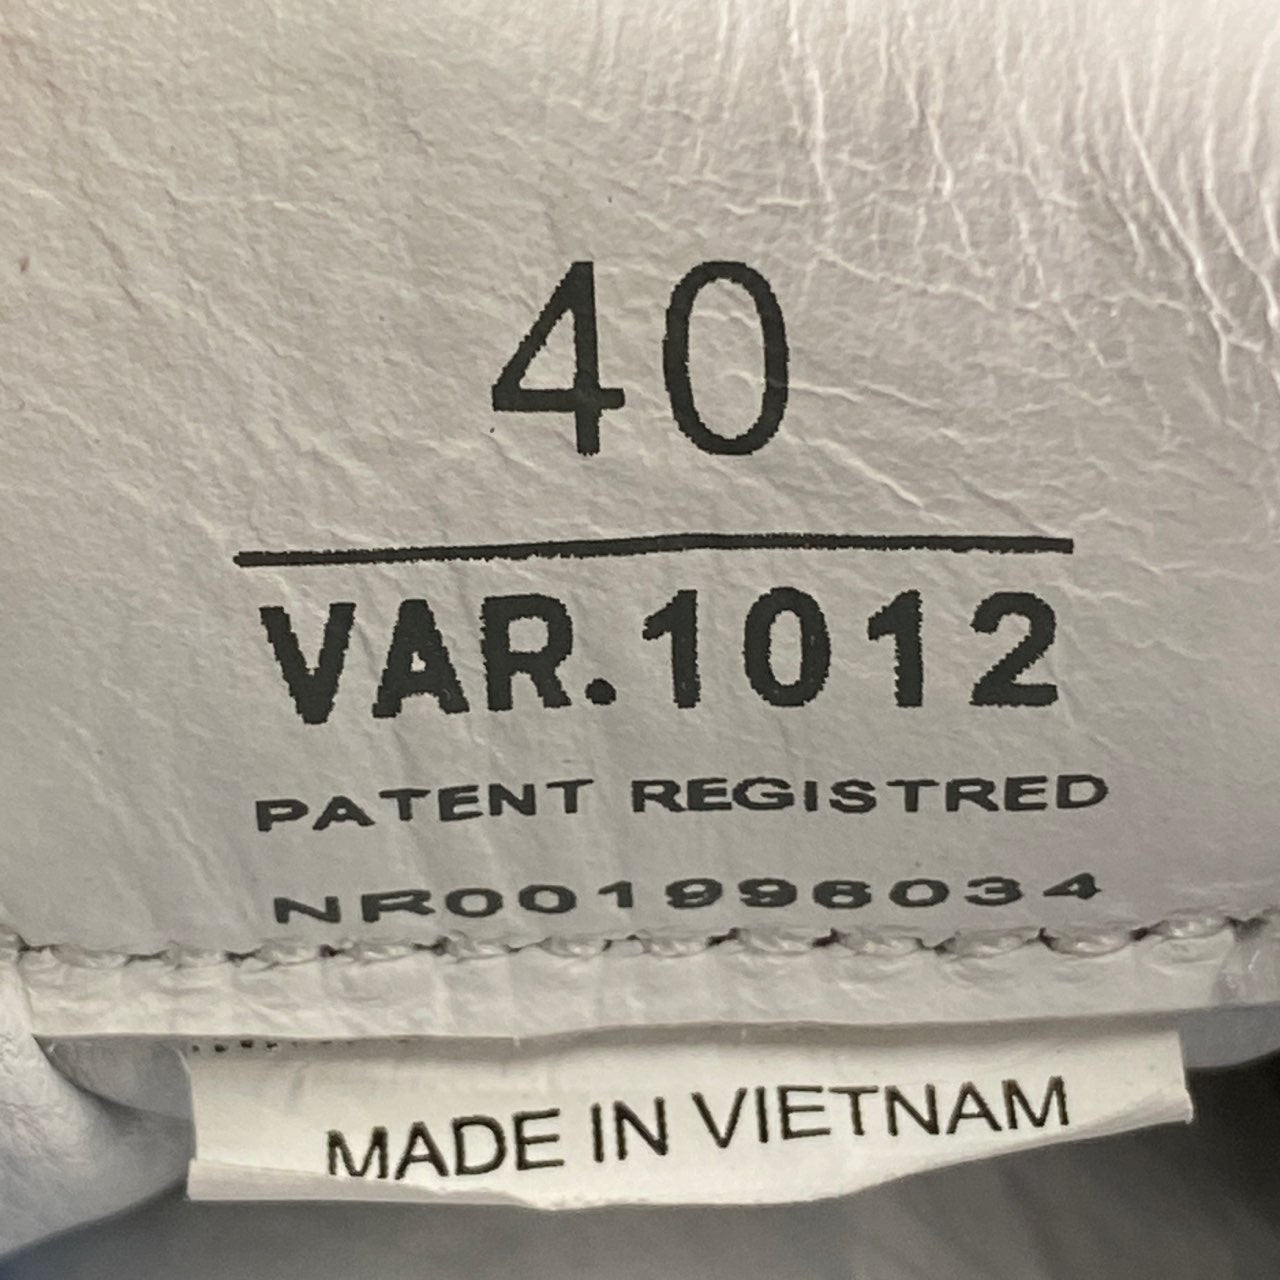 40
VAR.1012
PATENT REGISTRED
NR001996034
MADE IN VIETNAM